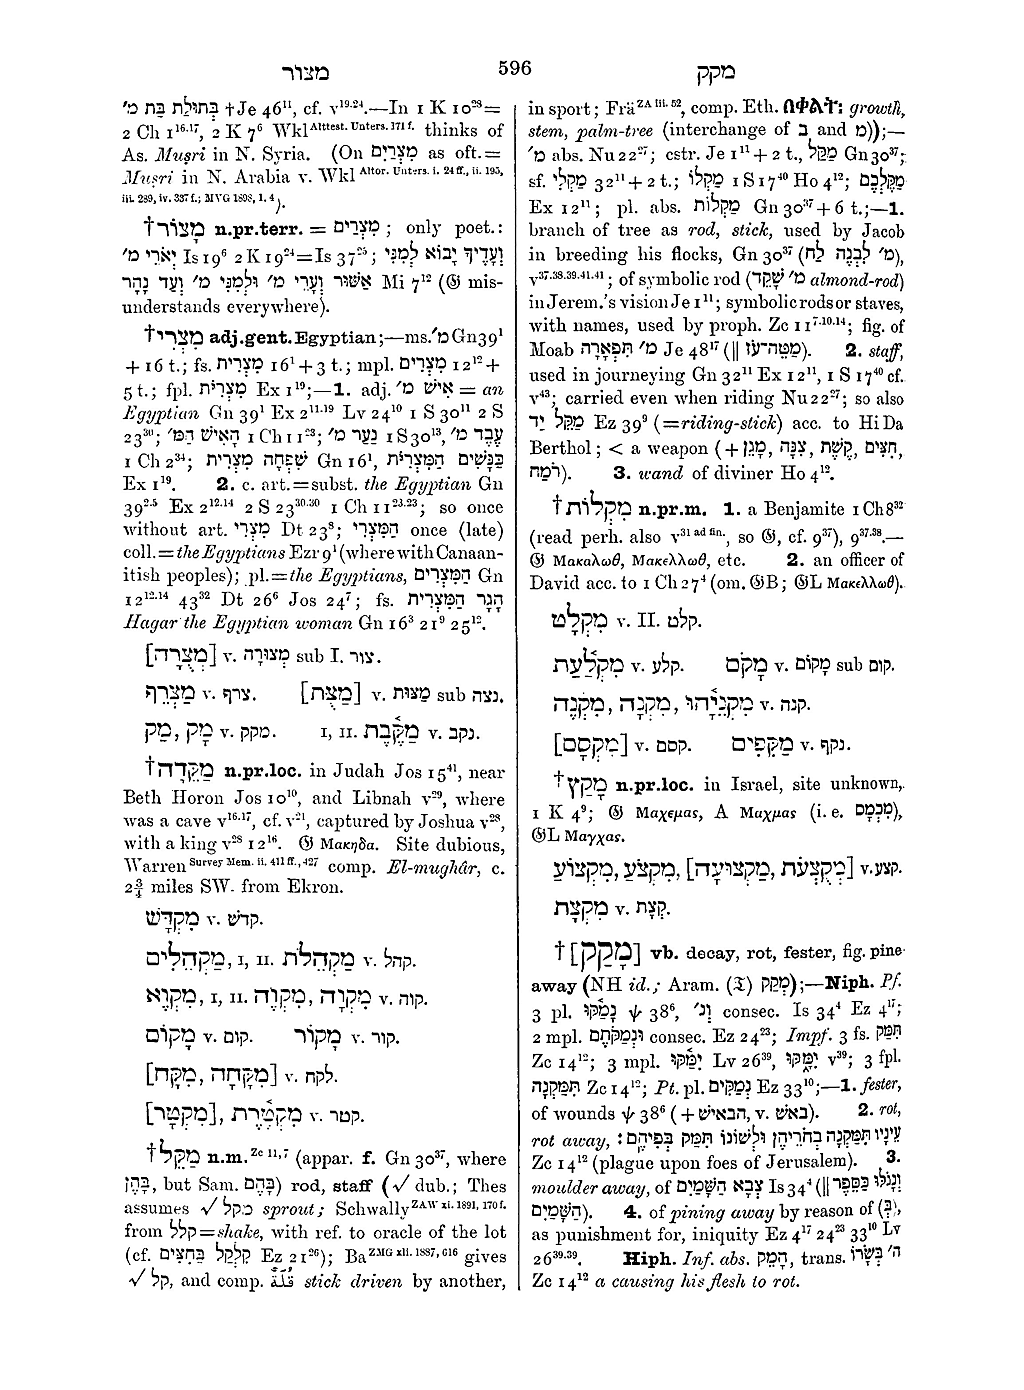 מצור
596
מקק
בְּתוּלַת בַּת מ׳ †Je 46¹¹, cf. v¹⁹·²⁴.—In 1 K 10²⁸=
2 Ch 1¹⁶·¹⁷, 2 K 7⁶ Wkl Alttest. Unters. 171 f. thinks of
As. Muṣri in N. Syria. (On מִצְרַיִם as oft.=
Muṣri in N. Arabia v. Wkl Altor. Unters. i. 24 ff., ii. 195,
iii. 289, iv. 337 f.; MVG 1898, 1. 4).
†מָצוֹר n.pr.terr. = מִצְרַיִם; only poet.:
יְאֹרֵי מ׳ Is 19⁶ 2 K 19²⁴=Is 37²⁵; וְעָדֶיךָ יָבוֹא לְמִנִּי
אַשּׁוּר וְעָרֵי מ׳ וּלְמִנִּי מ׳ וְעַד נָהָר Mi 7¹² (𝔊 mis-
understands everywhere).
†מִצְרִי adj.gent. Egyptian;—ms. מ׳ Gn 39¹
+ 16 t.; fs. מִצְרִית 16¹ + 3 t.; mpl. מִצְרִים 12¹² +
5 t.; fpl. מִצְרִיֹּת Ex 1¹⁹;—1. adj. אִישׁ מ׳ = an
Egyptian Gn 39¹ Ex 2¹¹·¹⁹ Lv 24¹⁰ 1 S 30¹¹ 2 S
23³⁰; הָאִישׁ הַמּ׳ 1 Ch 11²³; נַעַר מ׳ 1 S 30¹³, עֶבֶד מ׳
1 Ch 2³⁴; שִׁפְחָה מִצְרִית Gn 16¹, כַּנָּשִׁים הַמִּצְרִיֹּת
Ex 1¹⁹. 2. c. art.=subst. the Egyptian Gn
39²·⁵ Ex 2¹²·¹⁴ 2 S 23³⁰·³⁰ 1 Ch 11²³·²³; so once
without art. מִצְרִי Dt 23⁸; הַמִּצְרִי once (late)
coll.=the Egyptians Ezr 9¹ (where with Canaan-
itish peoples); pl.=the Egyptians, הַמִּצְרִים Gn
12¹²·¹⁴ 43³² Dt 26⁶ Jos 24⁷; fs. הָגָר הַמִּצְרִית
Hagar the Egyptian woman Gn 16³ 21⁹ 25¹².
[מְצֻרָה] v. מְצוּרָה sub I. צור.
מַצְרֵף v. צרף. [מַצֻּת] v. מַצּוּת sub נצה.
מָק, מַק v. מקק. I, II. מַקֶּבֶת v. נקב.
†מַקֵּדָה n.pr.loc. in Judah Jos 15⁴¹, near
Beth Horon Jos 10¹⁰, and Libnah v²⁹, where
was a cave v¹⁶·¹⁷, cf. v²¹, captured by Joshua v²⁸,
with a king v²⁸ 12¹⁶. 𝔊 Μακηδα. Site dubious,
Warren Survey Mem. ii. 411 ff., 427 comp. El-mughâr, c.
2¾ miles SW. from Ekron.
מִקְדָּשׁ v. קדשׁ.
מַקְהֵלִים, I, II. מַקְהֵלֹת v. קהל.
מִקְוֵא, I, II. מִקְוֶה, מִקְוָה v. קוה.
מָקוֹם v. קום. מָקוֹר v. קור.
[מִקָּח, מִקָּחָה] v. לקח.
[מִקְטָר], מִקְטֶרֶת v. קטר.
†מַקֵּל n.m. Zc 11,7 (appar. f. Gn 30³⁷, where
בָּהֵן, but Sam. בָּהֶם) rod, staff (√ dub.; Thes
assumes √ מקל sprout; Schwally ZAW xi. 1891, 170 f.
from קלל=shake, with ref. to oracle of the lot
(cf. קִלְקַל בַּחִצִּים Ez 21²⁶); Ba ZMG xli. 1887, 616 gives
√ קל, and comp. قُلَّة stick driven by another,
in sport; Frä ZA iii. 52, comp. Eth. በቍልት፡ growth,
stem, palm-tree (interchange of ב and מ));—
מ׳ abs. Nu 22²⁷; cstr. Je 1¹¹ + 2 t., מַקַּל Gn 30³⁷;
sf. מַקְלִי 32¹¹ + 2 t.; מַקְלוֹ 1 S 17⁴⁰ Ho 4¹²; מַקֶּלְכֶם
Ex 12¹¹; pl. abs. מַקְלוֹת Gn 30³⁷ + 6 t.;—1.
branch of tree as rod, stick, used by Jacob
in breeding his flocks, Gn 30³⁷ (מ׳ לִבְנֶה לַח),
v³⁷·³⁸·³⁹·⁴¹·⁴¹; of symbolic rod (מ׳ שָׁקֵד almond-rod)
in Jerem.'s vision Je 1¹¹; symbolic rods or staves,
with names, used by proph. Zc 11⁷·¹⁰·¹⁴; fig. of
Moab מ׳ תִּפְאָרָה Je 48¹⁷ (‖ מַטֵּה־עֹז). 2. staff,
used in journeying Gn 32¹¹ Ex 12¹¹, 1 S 17⁴⁰ cf.
v⁴³; carried even when riding Nu 22²⁷; so also
מַקֵּל יָד Ez 39⁹ (=riding-stick) acc. to Hi Da
Berthol; < a weapon (+ חִצִּים, קֶשֶׁת, צִנָּה, מָגֵן,
רֹמַח). 3. wand of diviner Ho 4¹².
†מִקְלוֹת n.pr.m. 1. a Benjamite 1 Ch 8³²
(read perh. also v³¹ ad fin., so 𝔊, cf. 9³⁷), 9³⁷·³⁸.—
𝔊 Μακαλωθ, Μακελλωθ, etc. 2. an officer of
David acc. to 1 Ch 27⁴ (om. 𝔊B; 𝔊L Μακελλωθ).
מִקְלָט v. II. קלט.
מִקְלַעַת v. קלע. מָקֹם v. מָקוֹם sub קום.
מִקְנֶה, מִקְנָה, מִקְנֵיָהוּ v. קנה.
[מִקְסָם] v. קסם. מַקָּפִים v. נקף.
†מָקַץ n.pr.loc. in Israel, site unknown,
1 K 4⁹; 𝔊 Μαχεμας, A Μαχμας (i. e. מִכְמָס),
𝔊L Μαγχας.
מִקְצוֹעַ, מִקְצֹעַ, [מְקֻצְעֹת, מַקְצוּעָה] v. קצע.
מִקְצָת v. קְצָת.
†[מָקַק] vb. decay, rot, fester, fig. pine
away (NH id.; Aram. (𝔗) מְקַק);—Niph. Pf.
3 pl. נָמַקּוּ ψ 38⁶, וְנ׳ consec. Is 34⁴ Ez 4¹⁷;
2 mpl. וּנְמַקֹּתֶם consec. Ez 24²³; Impf. 3 fs. תִּמַּק
Zc 14¹²; 3 mpl. יִמַּקּוּ Lv 26³⁹, יִמָּקּוּ v³⁹; 3 fpl.
תִּמַּקְנָה Zc 14¹²; Pt. pl. נְמַקִּים Ez 33¹⁰;—1. fester,
of wounds ψ 38⁶ (+ הבאישׁ, v. באשׁ). 2. rot,
rot away, עֵינָיו תִּמַּקְנָה בְחֹרֵיהֶן וּלְשׁוֹנוֹ תִּמַּק בְּפִיהֶם׃
Zc 14¹² (plague upon foes of Jerusalem). 3.
moulder away, of צְבָא הַשָּׁמַיִם Is 34⁴ (‖ וְנָגֹלּוּ כַסֵּפֶר
הַשָּׁמָיִם). 4. of pining away by reason of (בְּ),
as punishment for, iniquity Ez 4¹⁷ 24²³ 33¹⁰ Lv
26³⁹·³⁹. Hiph. Inf. abs. הָמֵק, trans. ה׳ בְּשָׂרוֹ
Zc 14¹² a causing his flesh to rot.